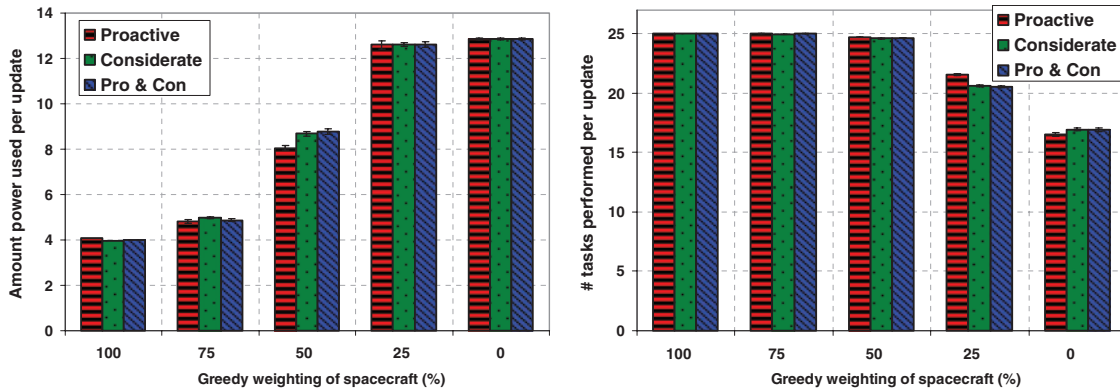 Amount power used per update
14
12
10
8
6
4
2
0
Proactive
Considerate
Pro & Con
100 75 50 25 0
Greedy weighting of spacecraft (%)
# tasks performed per update
25
20
15
10
5
0
Proactive
Considerate
Pro & Con
100 75 50 25 0
Greedy weighting of spacecraft (%)